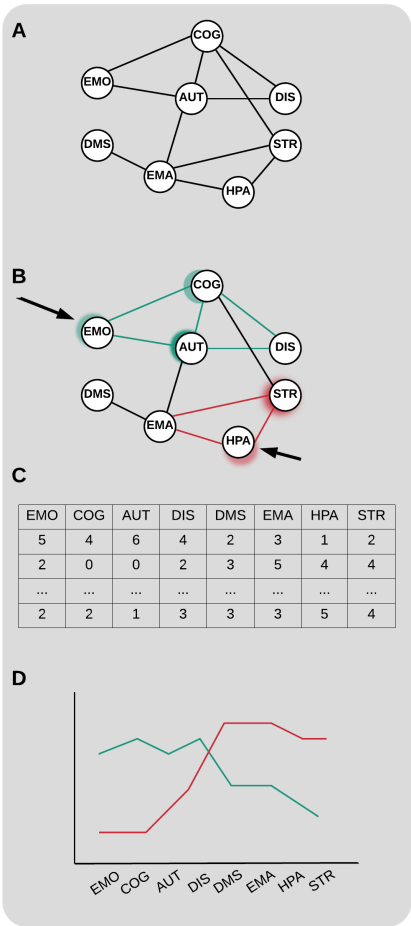 A
COG
EMO
AUT
DIS
DMS
STR
EMA
HPA
B
COG
EMO
AUT
DIS
DMS
STR
EMA
HPA
C
EMO COG AUT DIS DMS EMA HPA STR
5 4 6 4 2 3 1 2
2 0 0 2 3 5 4 4
... ... ... ... ... ... ... ...
2 2 1 3 3 3 5 4
D
EMO COG AUT DIS DMS EMA HPA STR